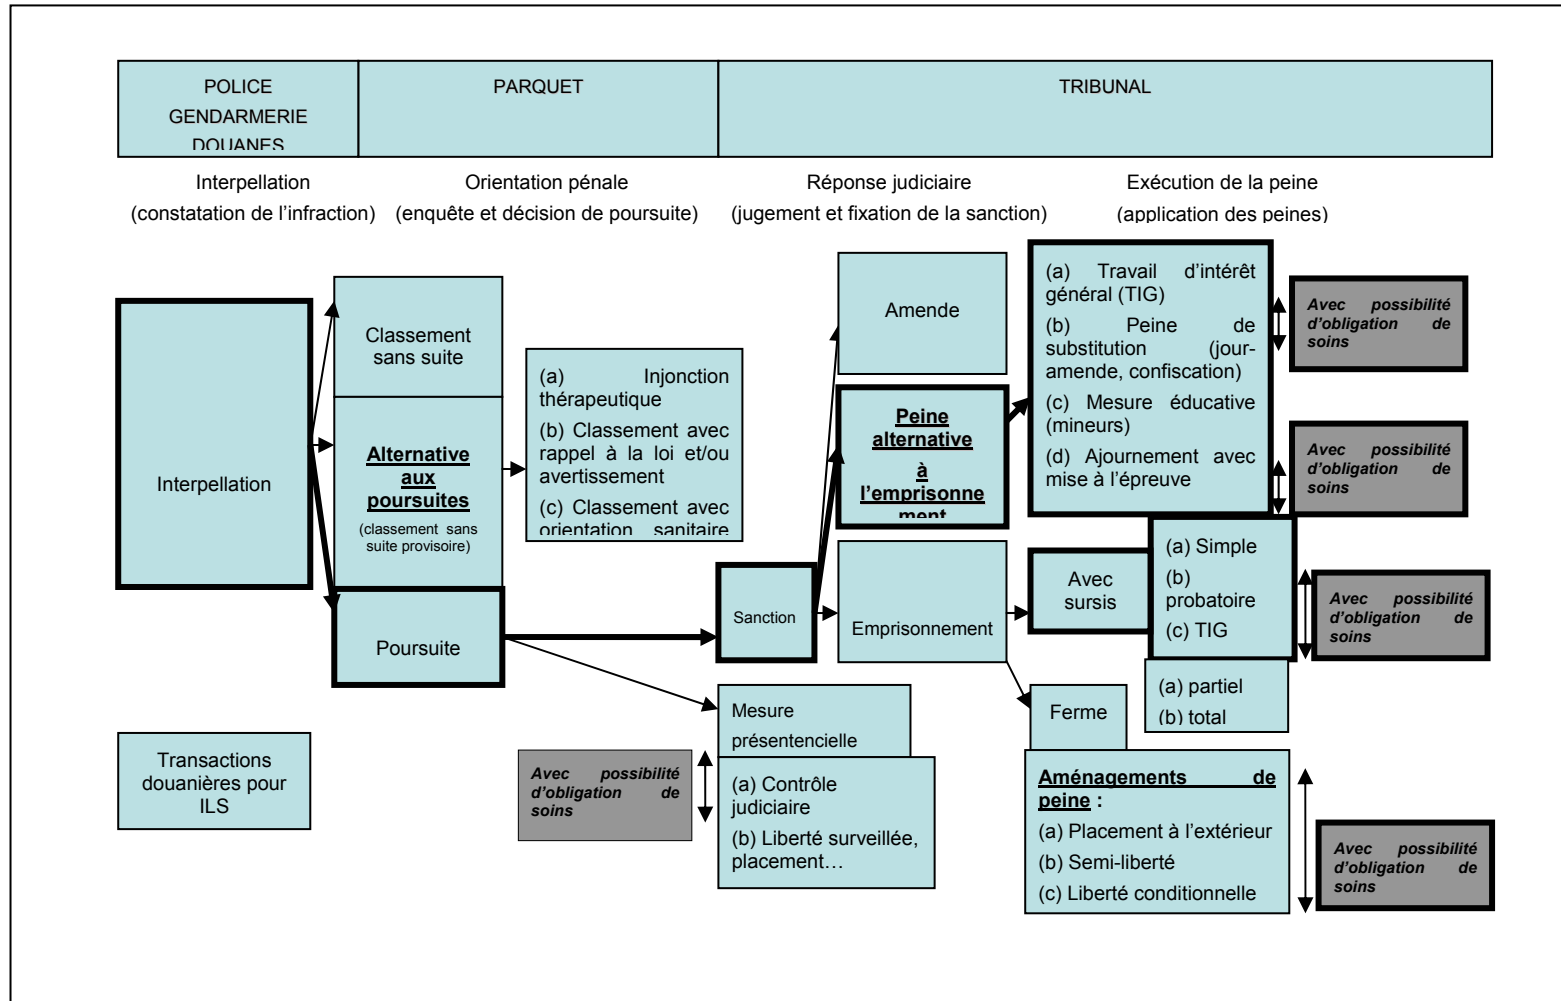 POLICE
GENDARMERIE
DOUANES
PARQUET
TRIBUNAL
Interpellation
(constatation de l'infraction)
Orientation pénale
(enquête et décision de poursuite)
Réponse judiciaire
(jugement et fixation de la sanction)
Exécution de la peine
(application des peines)
Interpellation
Classement
sans suite
Alternative
aux
poursuites
(classement sans
suite provisoire)
Poursuite
(a) Injonction
thérapeutique
(b) Classement avec
rappel à la loi et/ou
avertissement
(c) Classement avec
orientation sanitaire
Sanction
Amende
Peine
alternative
à
l'emprisonne
ment
Emprisonnement
(a) Travail d'intérêt
général (TIG)
(b) Peine de
substitution (jour-
amende, confiscation)
(c) Mesure éducative
(mineurs)
(d) Ajournement avec
mise à l'épreuve
Avec possibilité
d'obligation de
soins
Avec possibilité
d'obligation de
soins
Avec
sursis
(a) Simple
(b)
probatoire
(c) TIG
Avec possibilité
d'obligation de
soins
(a) partiel
(b) total
Mesure
présentencielle
(a) Contrôle
judiciaire
(b) Liberté surveillée,
placement…
Avec possibilité
d'obligation de
soins
Ferme
Aménagements de
peine :
(a) Placement à l'extérieur
(b) Semi-liberté
(c) Liberté conditionnelle
Avec possibilité
d'obligation de
soins
Transactions
douanières pour
ILS